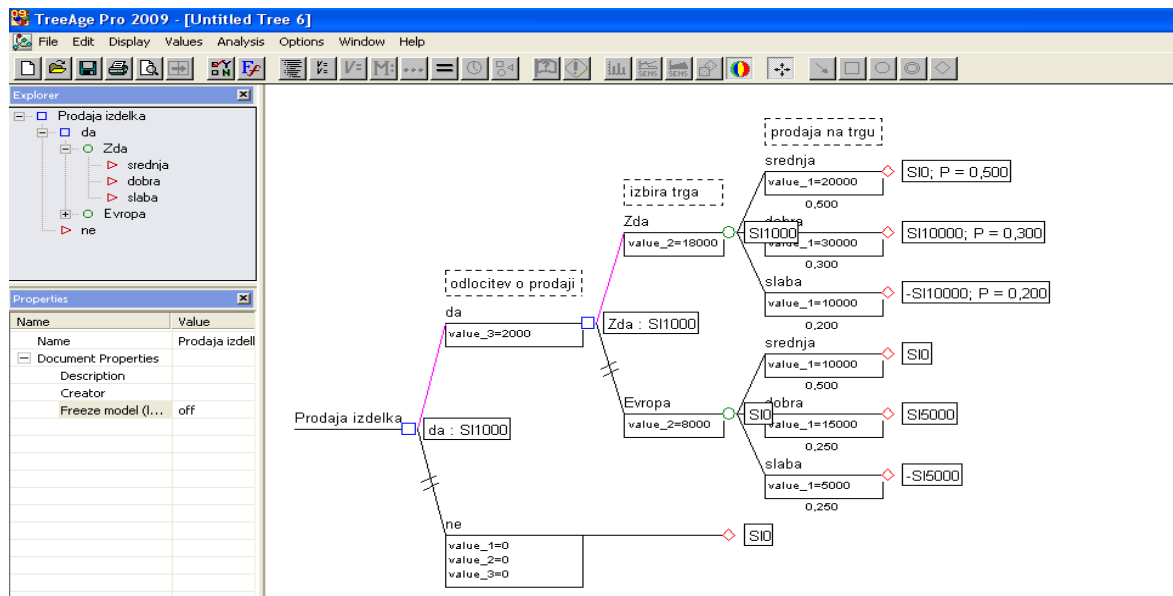 TreeAge Pro 2009 - [Untitled Tree 6]
File Edit Display Values Analysis Options Window Help
Explorer
Prodaja izdelka
da
Zda
srednja
dobra
slaba
Evropa
ne
Properties
Name Value
Name Prodaja izdell
Document Properties
Description
Creator
Freeze model (l... off
prodaja na trgu
izbira trga
odlocitev o prodaji
Prodaja izdelka
da : SI1000
da
value_3=2000
Zda : SI1000
Zda
value_2=18000
SI1000
srednja
value_1=20000
0,500
SI0; P = 0,500
dobra
value_1=30000
0,300
SI10000; P = 0,300
slaba
value_1=10000
0,200
-SI10000; P = 0,200
Evropa
value_2=8000
SI0
srednja
value_1=10000
0,500
SI0
dobra
value_1=15000
0,250
SI5000
slaba
value_1=5000
0,250
-SI5000
ne
value_1=0
value_2=0
value_3=0
SI0